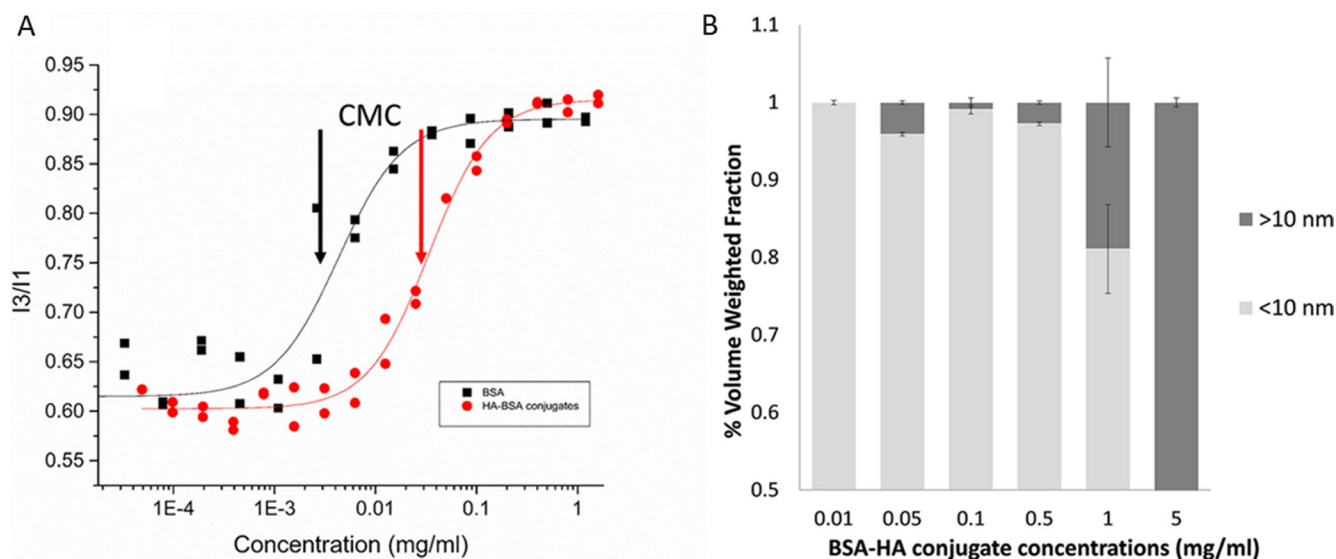 A
0.95
0.90
0.85
0.80
0.75
0.70
0.65
0.60
0.55
I3/I1
CMC
BSA
HA-BSA conjugates
1E-4 1E-3 0.01 0.1 1
Concentration (mg/ml)
B
1.1
1
0.9
0.8
0.7
0.6
0.5
% Volume Weighted Fraction
>10 nm
<10 nm
0.01 0.05 0.1 0.5 1 5
BSA-HA conjugate concentrations (mg/ml)